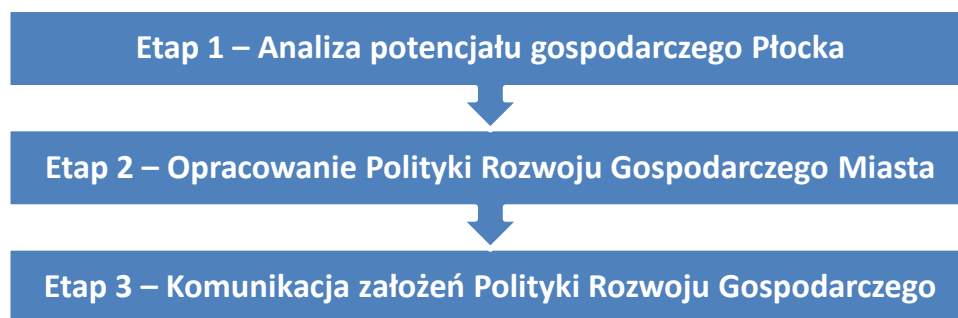 Etap 1 – Analiza potencjału gospodarczego Płocka
Etap 2 – Opracowanie Polityki Rozwoju Gospodarczego Miasta
Etap 3 – Komunikacja założeń Polityki Rozwoju Gospodarczego